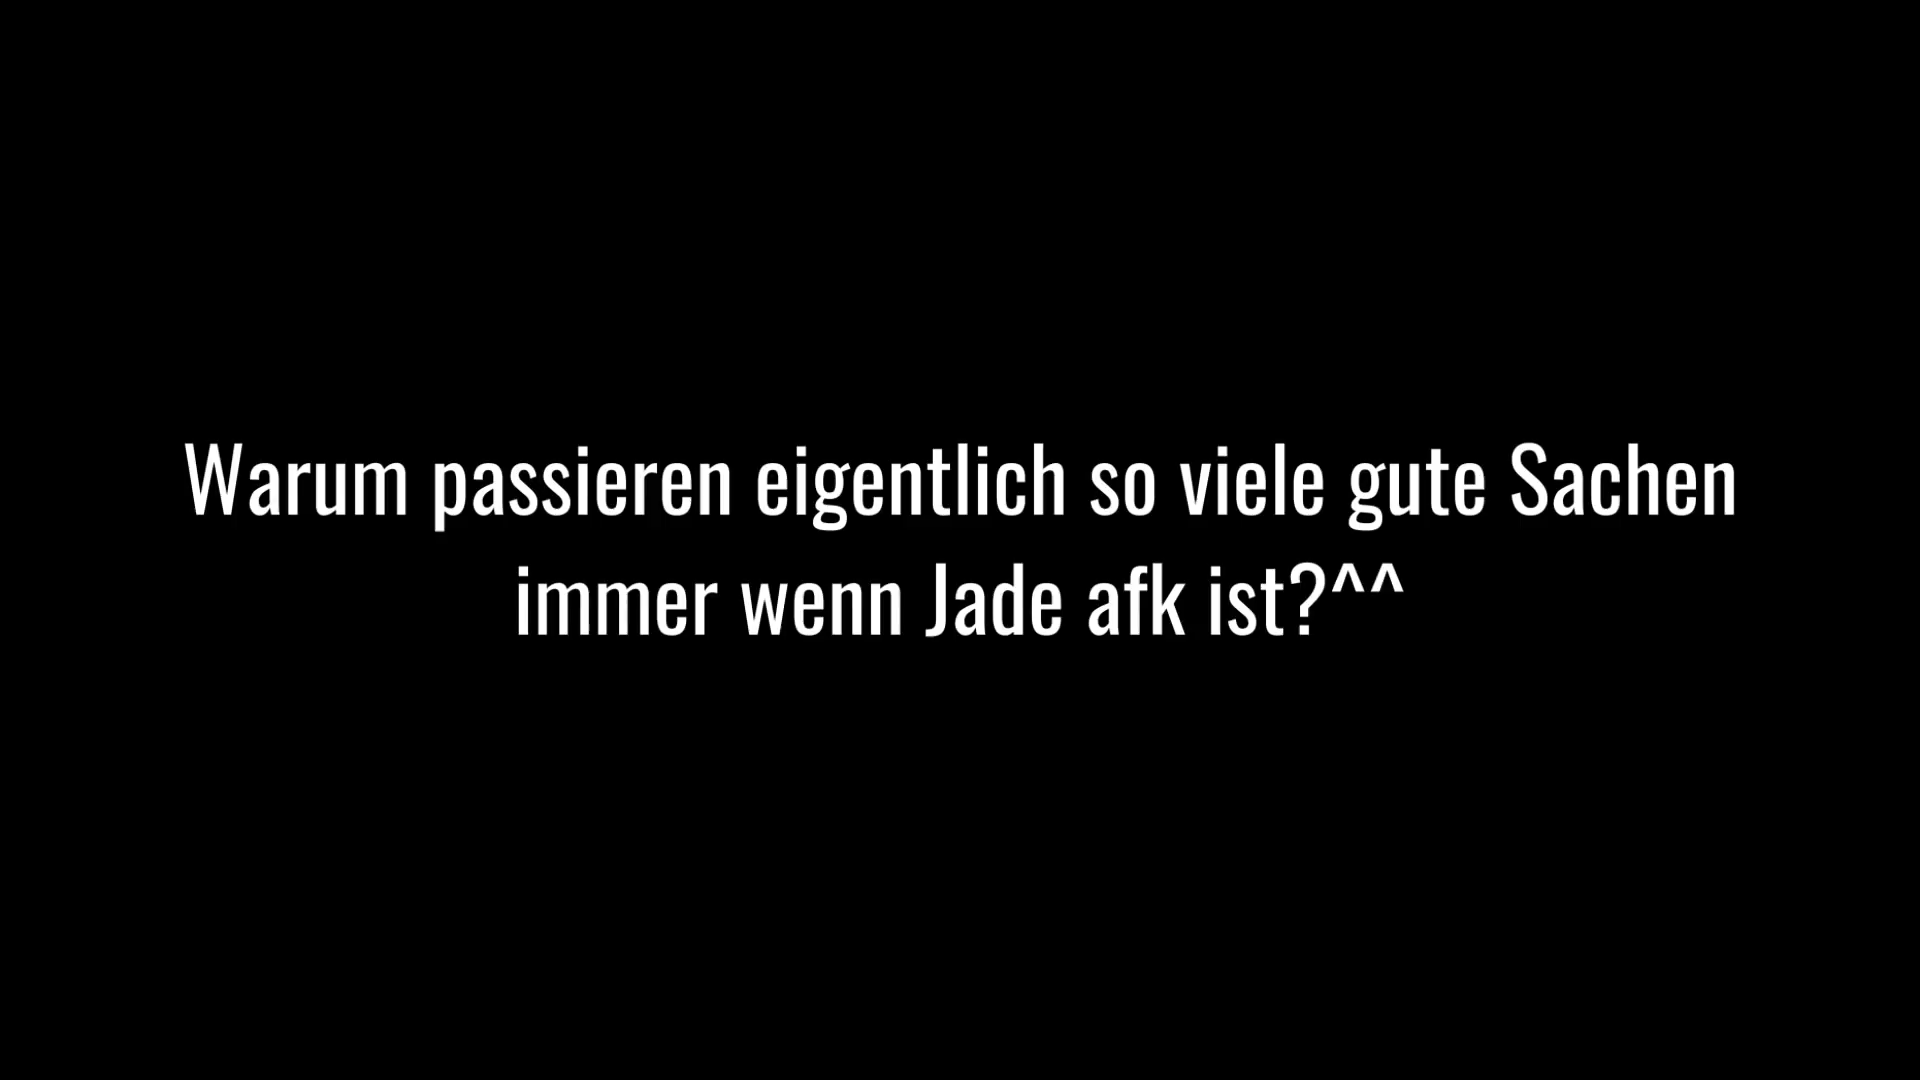 Warum passieren eigentlich so viele gute Sachen
immer wenn Jade afk ist?^^